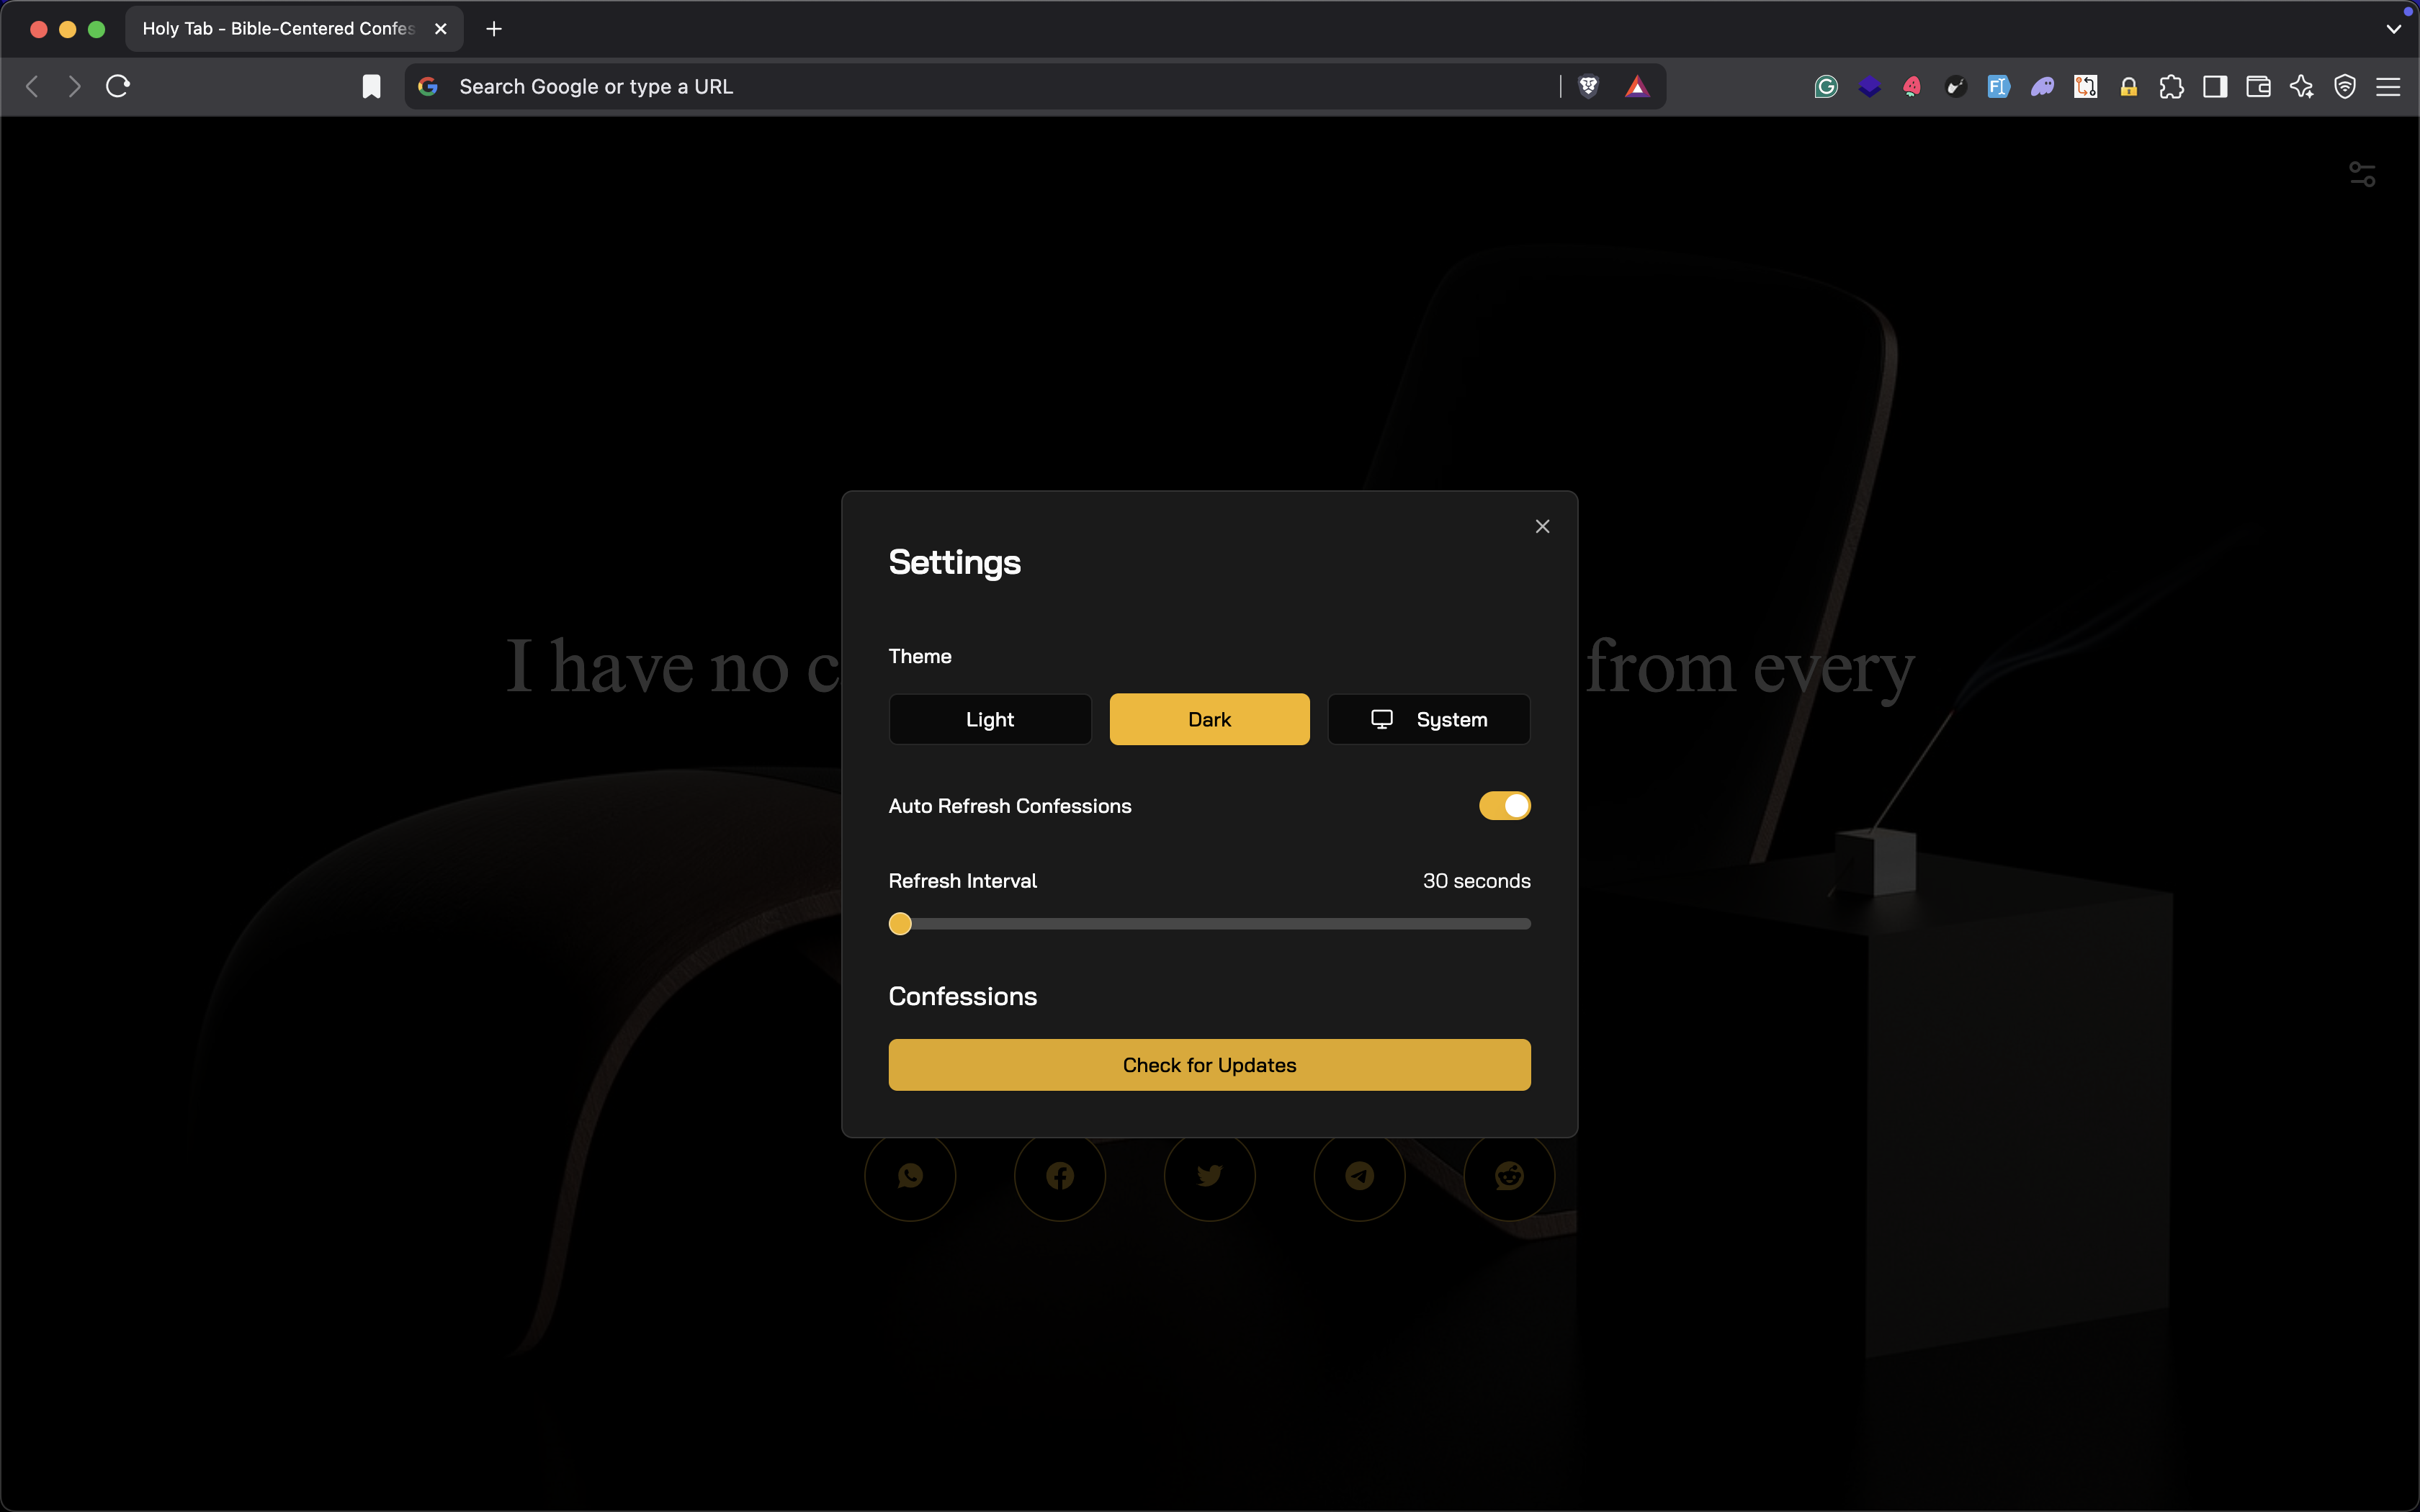 Holy Tab - Bible-Centered Confes
Search Google or type a URL
Settings
I have no c
from every
Theme
Light
Dark
System
Auto Refresh Confessions
Refresh Interval
30 seconds
Confessions
Check for Updates